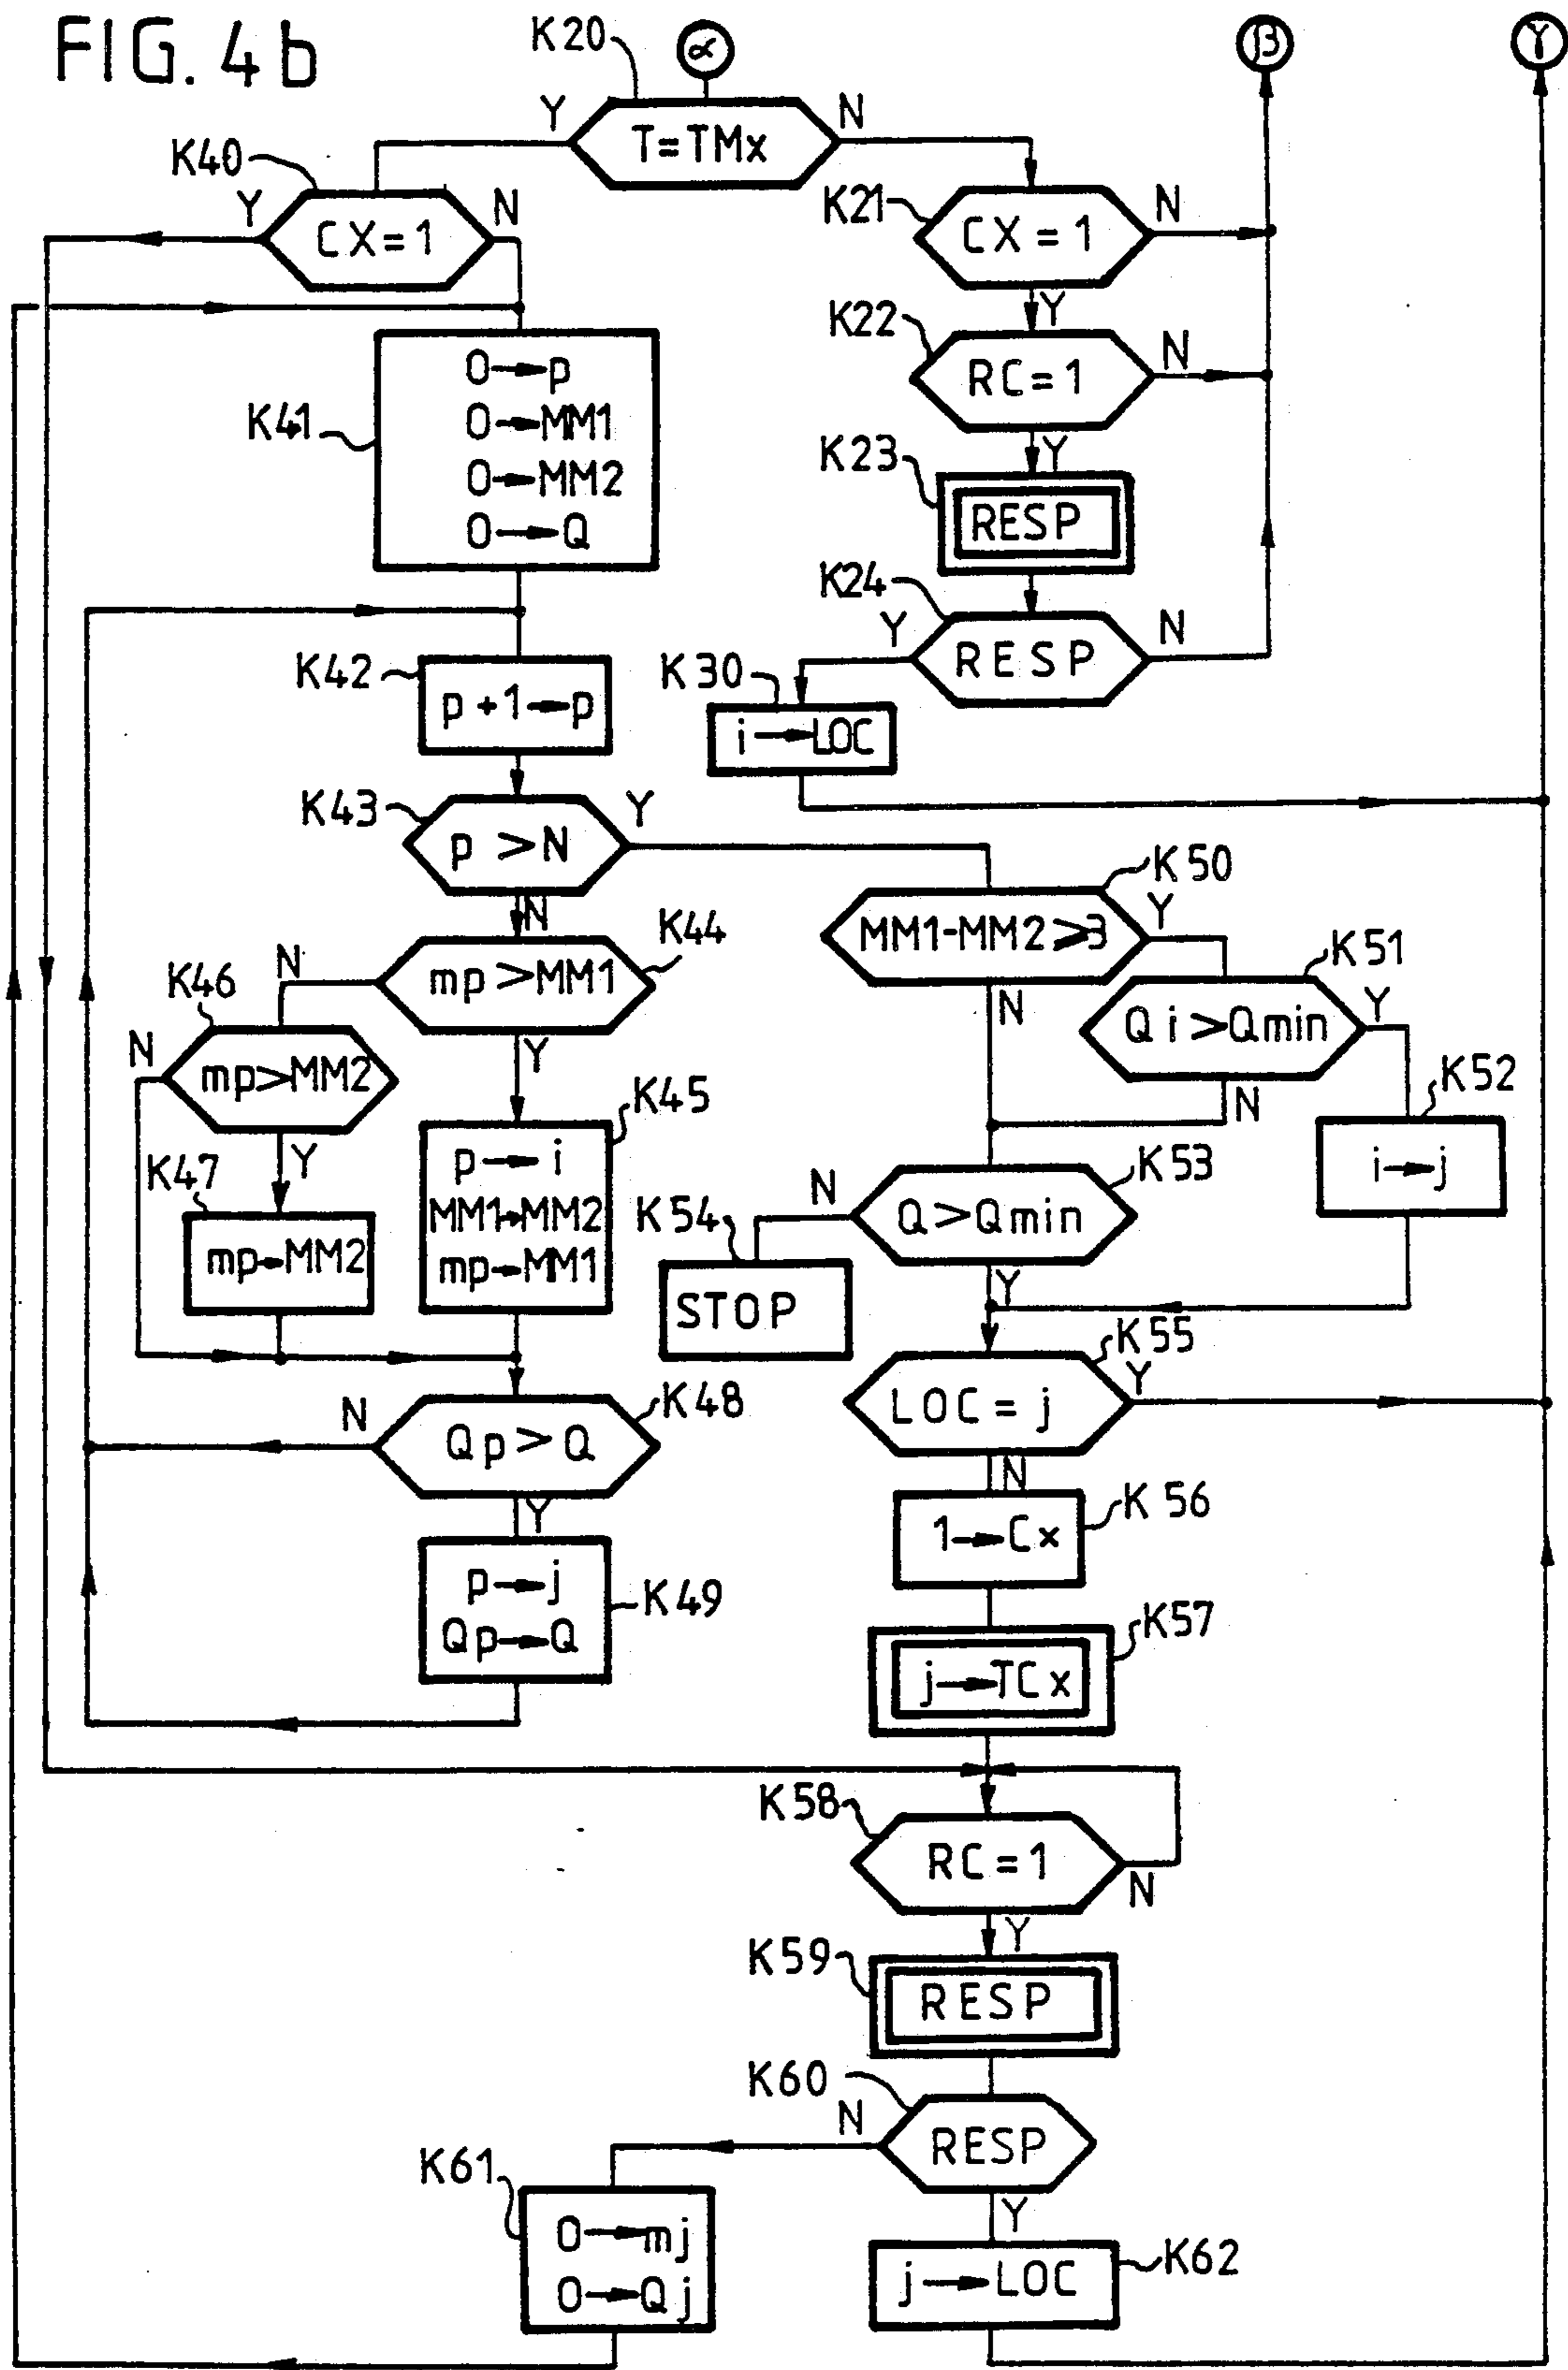 FIG. 4b
K20
α
β
γ
Y
T=TMx
N
K40
Y
CX=1
N
K21
CX=1
N
Y
K22
RC=1
N
Y
K41
0→p
0→MM1
0→MM2
0→Q
K23
RESP
K24
Y
RESP
N
K30
i→LOC
K42
p+1→p
K43
p>N
Y
N
K50
MM1-MM2⩾3
Y
N
K44
mp>MM1
N
Y
K51
Qi>Qmin
Y
N
K46
N
mp>MM2
Y
K52
i→j
K45
p→i
MM1→MM2
mp→MM1
K47
mp→MM2
K53
N
Q>Qmin
Y
K54
STOP
K55
LOC=j
Y
N
K48
N
Qp>Q
Y
K56
1→Cx
K49
p→j
Qp→Q
K57
j→TCx
K58
RC=1
N
Y
K59
RESP
K60
N
RESP
Y
K61
0→mj
0→Qj
K62
j→LOC